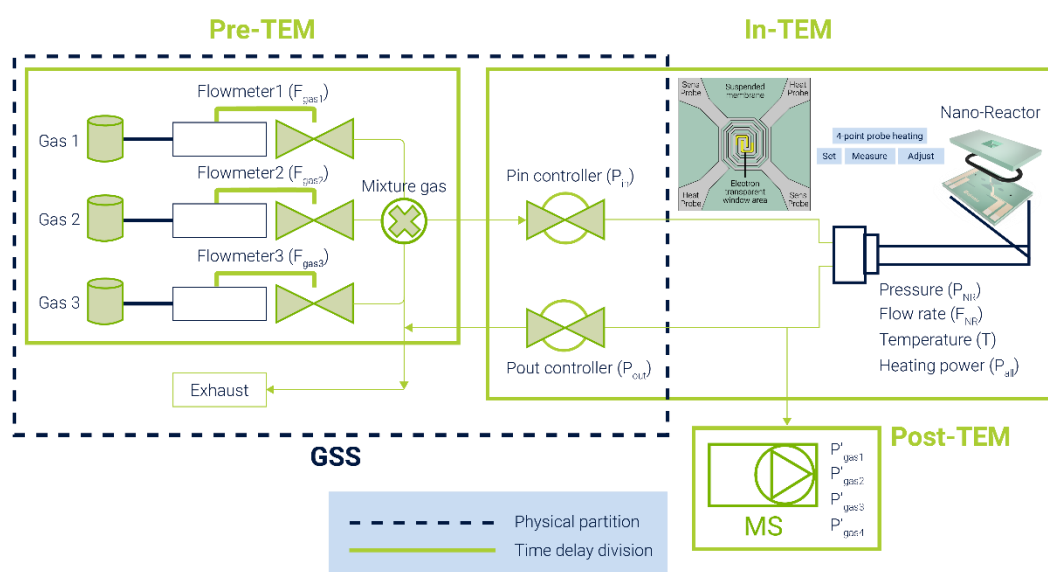 Pre-TEM
In-TEM
Flowmeter1 (Fgas1)
Gas 1
Flowmeter2 (Fgas2)
Mixture gas
Gas 2
Flowmeter3 (Fgas3)
Gas 3
Exhaust
GSS
Pin controller (Pin)
Pout controller (Pout)
Sens
Probe
Suspended
membrane
Heat
Probe
Heat
Probe
Electron
transparent
window area
Sens
Probe
4-point probe heating
Set
Measure
Adjust
Nano-Reactor
Pressure (PNR)
Flow rate (FNR)
Temperature (T)
Heating power (Pall)
Post-TEM
MS
P'gas1
P'gas2
P'gas3
P'gas4
Physical partition
Time delay division